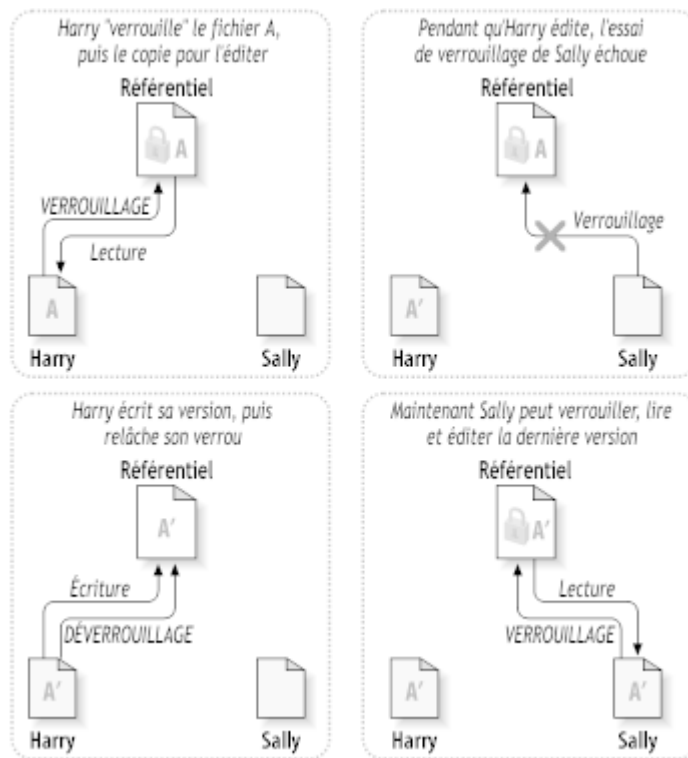 Harry "verrouille" le fichier A,
puis le copie pour l'éditer
Référentiel
A
VERROUILLAGE
Lecture
A
Harry
Sally
Pendant qu'Harry édite, l'essai
de verrouillage de Sally échoue
Référentiel
A
Verrouillage
A'
Harry
Sally
Harry écrit sa version, puis
relâche son verrou
Référentiel
A'
Écriture
DÉVERROUILLAGE
A'
Harry
Sally
Maintenant Sally peut verrouiller, lire
et éditer la dernière version
Référentiel
A'
Lecture
VERROUILLAGE
A'
A'
Harry
Sally